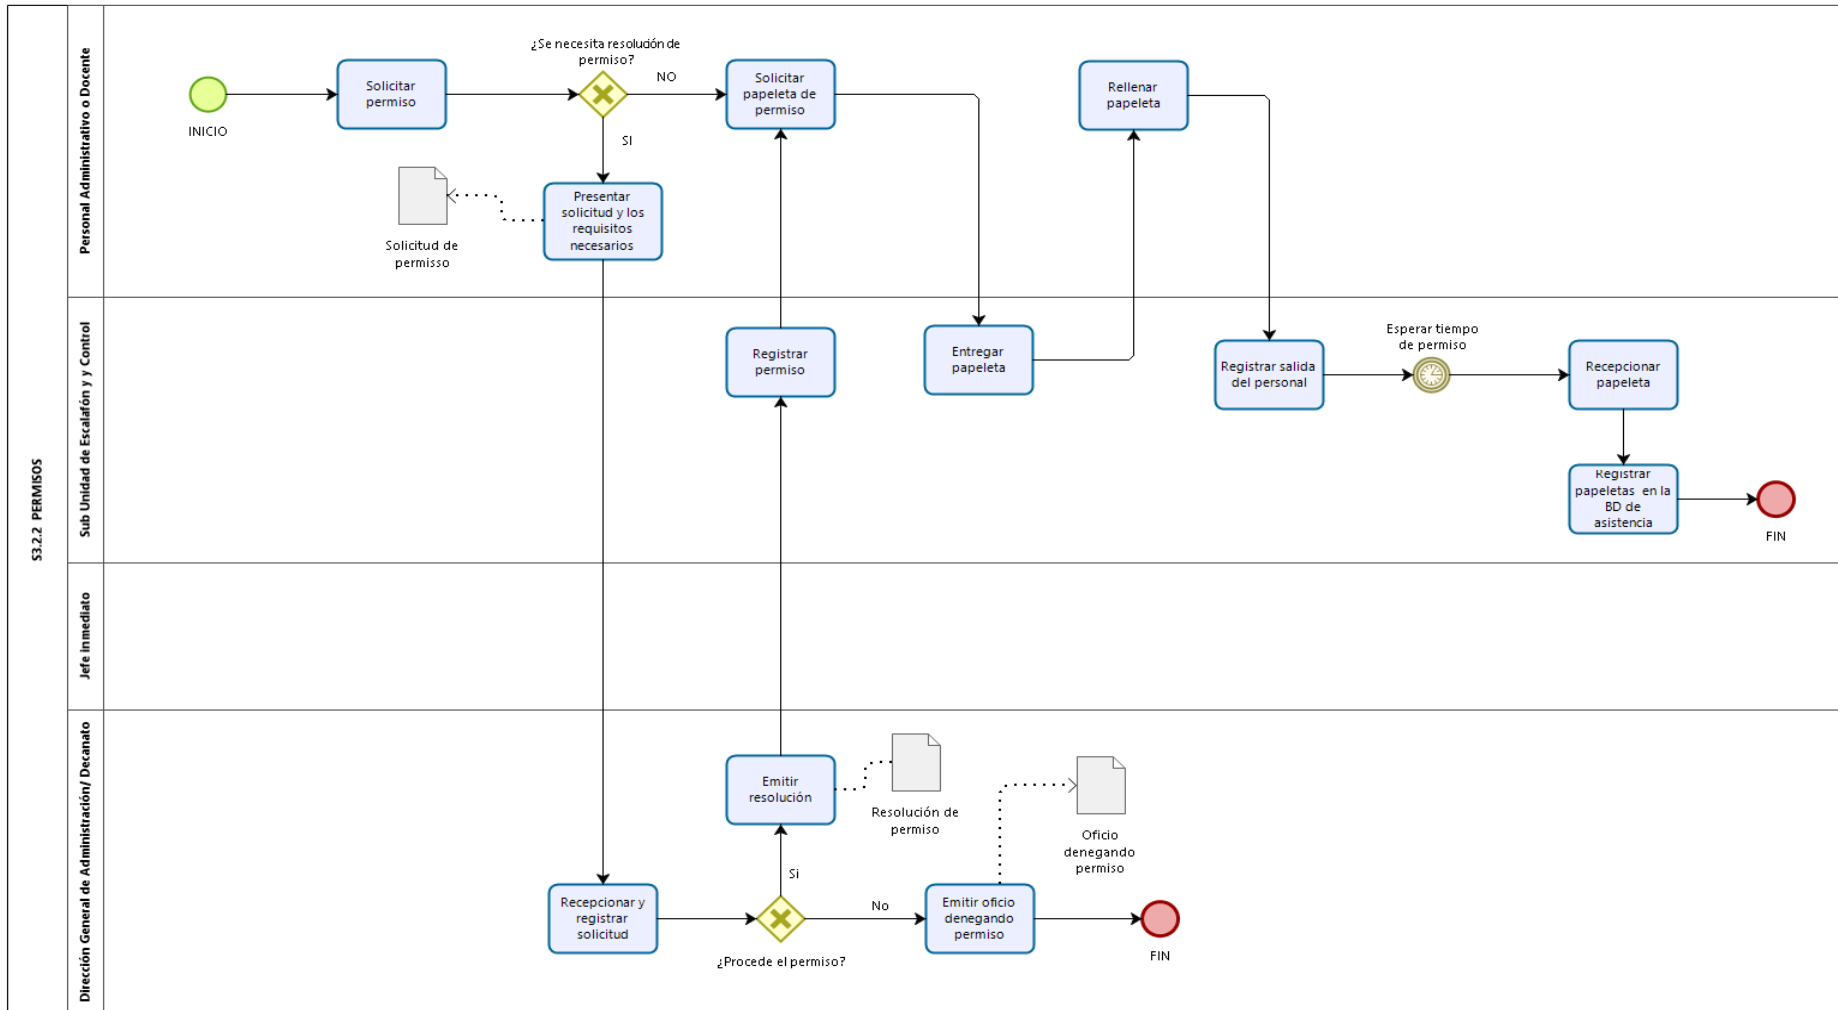 S3.2.2 PERMISOS
Personal Administrativo o Docente
INICIO
Solicitar
permiso
¿Se necesita resolución de
permiso?
NO
SI
Solicitar
papeleta de
permiso
Rellenar
papeleta
Solicitud de
permisso
Presentar
solicitud y los
requisitos
necesarios
Sub Unidad de Escalafón y y Control
Registrar
permiso
Entregar
papeleta
Registrar salida
del personal
Esperar tiempo
de permiso
Recepcionar
papeleta
Registrar
papeletas en la
BD de
asistencia
FIN
Jefe inmediato
Dirección General de Administración/ Decanato
Emitir
resolución
Resolución de
permiso
Oficio
denegando
permiso
Recepcionar y
registrar
solicitud
Si
No
¿Procede el permiso?
Emitir oficio
denegando
permiso
FIN